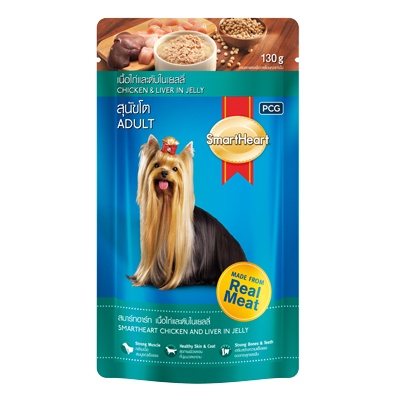 130 g
เนื้อไก่และตับในเยลลี่
CHICKEN & LIVER IN JELLY
สุนัขโต
ADULT
PCG
SmartHeart
MADE FROM
Real
Meat
สมาร์ทฮาร์ท เนื้อไก่และตับในเยลลี่
SMARTHEART CHICKEN AND LIVER IN JELLY
Strong Muscle
Healthy Skin & Coat
Strong Bones & Teeth